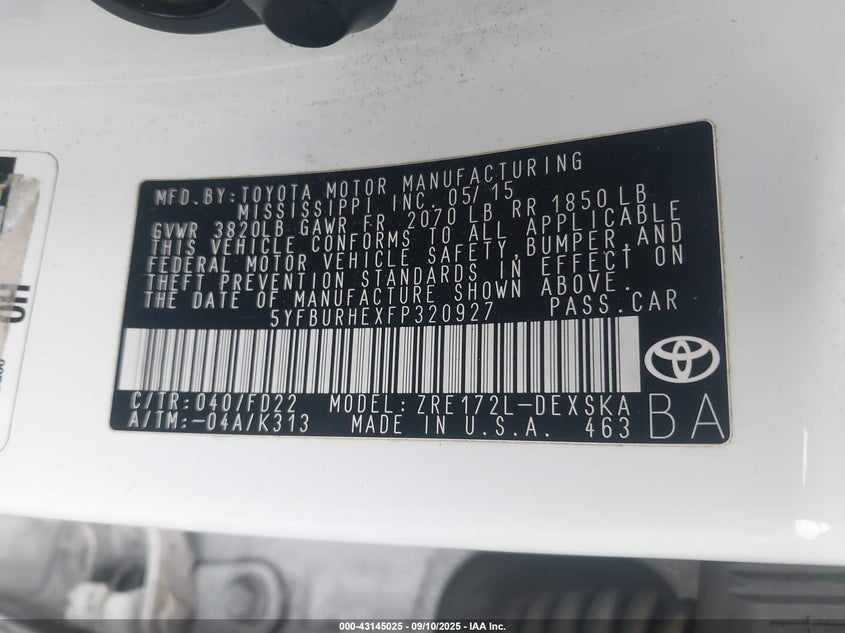 MFD.BY:TOYOTA MOTOR MANUFACTURING
MISSISSIPPI INC. 05/15
GVWR 3820LB GAWR FR 2070 LB RR 1850 LB
THIS VEHICLE CONFORMS TO ALL APPLICABLE
FEDERAL MOTOR VEHICLE SAFETY,BUMPER,AND
THEFT PREVENTION STANDARDS IN EFFECT ON
THE DATE OF MANUFACTURE SHOWN ABOVE.
5YFBURHEXFP320927 PASS.CAR
C/TR:040/FD22 MODEL:ZRE172L-DEXSKA
A/TM:-04A/K313 MADE IN U.S.A. 463
BA
000-43145025 - 09/10/2025 - IAA Inc.